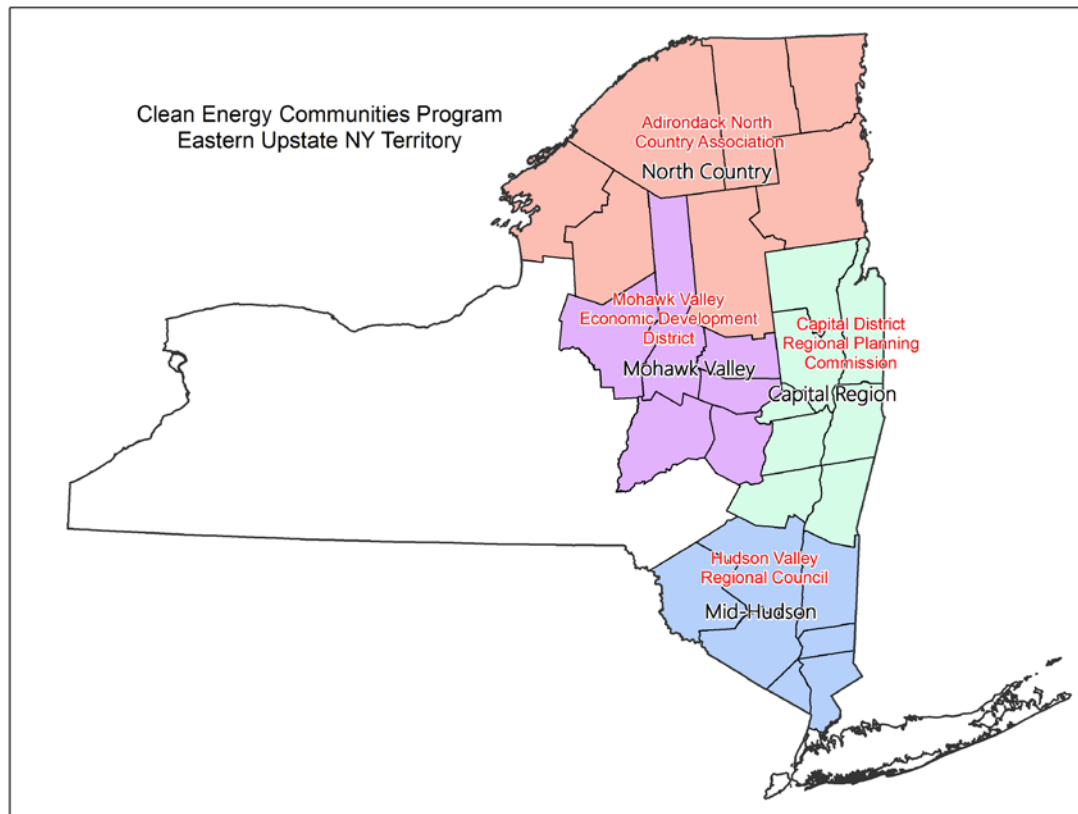 Clean Energy Communities Program
Eastern Upstate NY Territory
Adirondack North
Country Association
North Country
Mohawk Valley
Economic Development
District
Mohawk Valley
Capital District
Regional Planning
Commission
Capital Region
Hudson Valley
Regional Council
Mid-Hudson